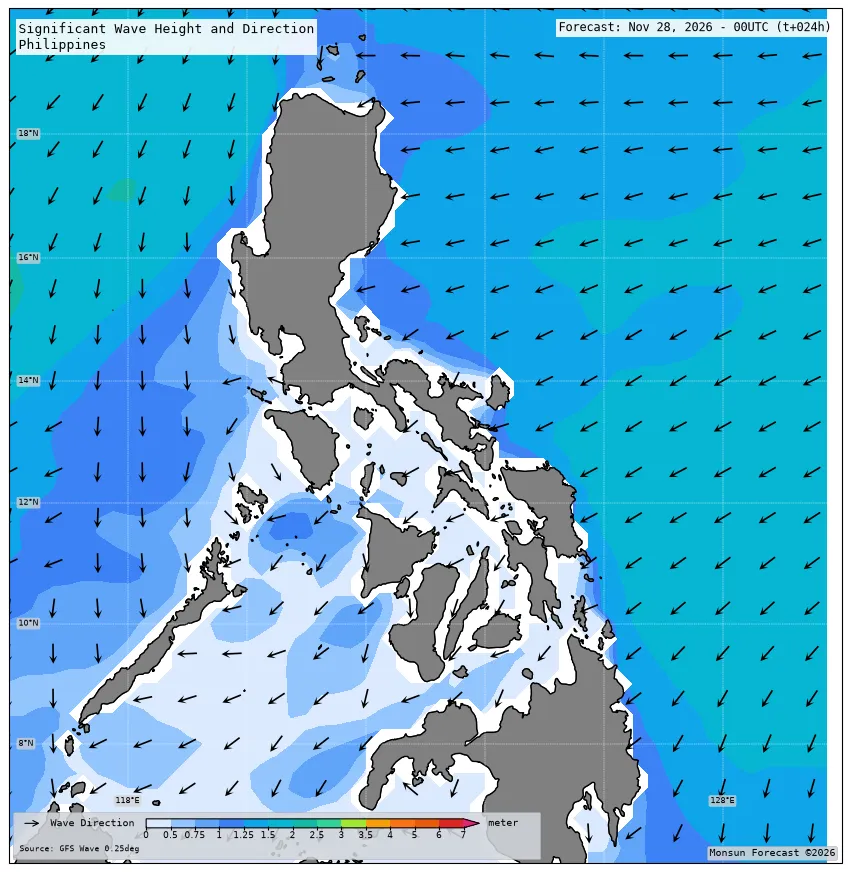 Significant Wave Height and Direction
Philippines
Forecast: Nov 28, 2026 - 00UTC (t+024h)
18°N
16°N
14°N
12°N
10°N
8°N
118°E
128°E
Wave Direction
0 0.5 0.75 1 1.25 1.5 2 2.5 3 3.5 4 5 6 7
meter
Source: GFS Wave 0.25deg
Monsun Forecast ©2026